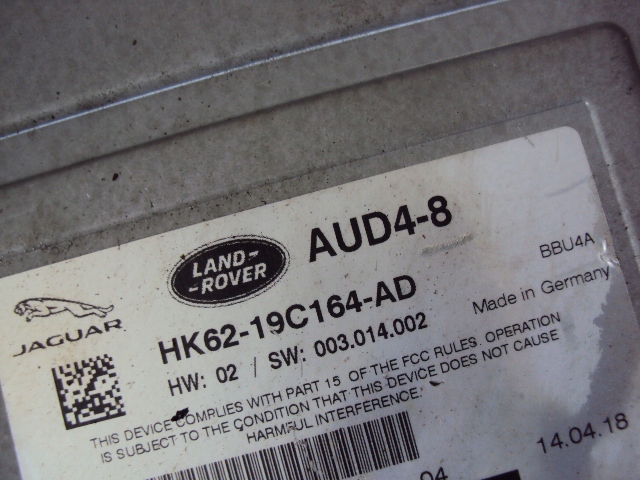 AUD4-8
BBU4A
LAND-
-ROVER
JAGUAR
HK62-19C164-AD
Made in Germany
HW: 02 / SW: 003.014.002
THIS DEVICE COMPLIES WITH PART 15 OF THE FCC RULES. OPERATION
IS SUBJECT TO THE CONDITION THAT THIS DEVICE DOES NOT CAUSE
HARMFUL INTERFERENCE.
14.04.18
04